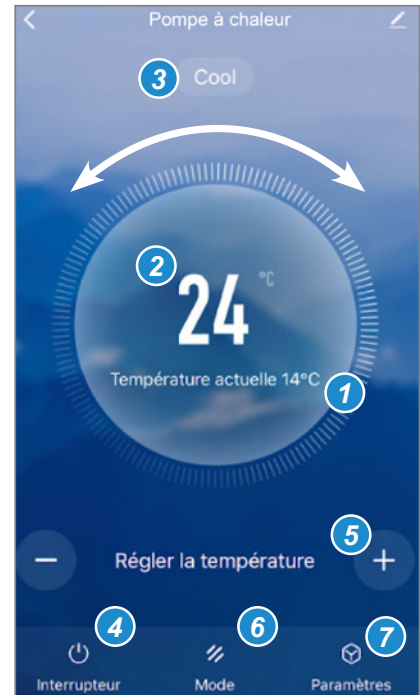 Pompe à chaleur
3 Cool
2
24 °C
Température actuelle 14°C
1
5
− Régler la température +
4 6 7
Interrupteur Mode Paramètres